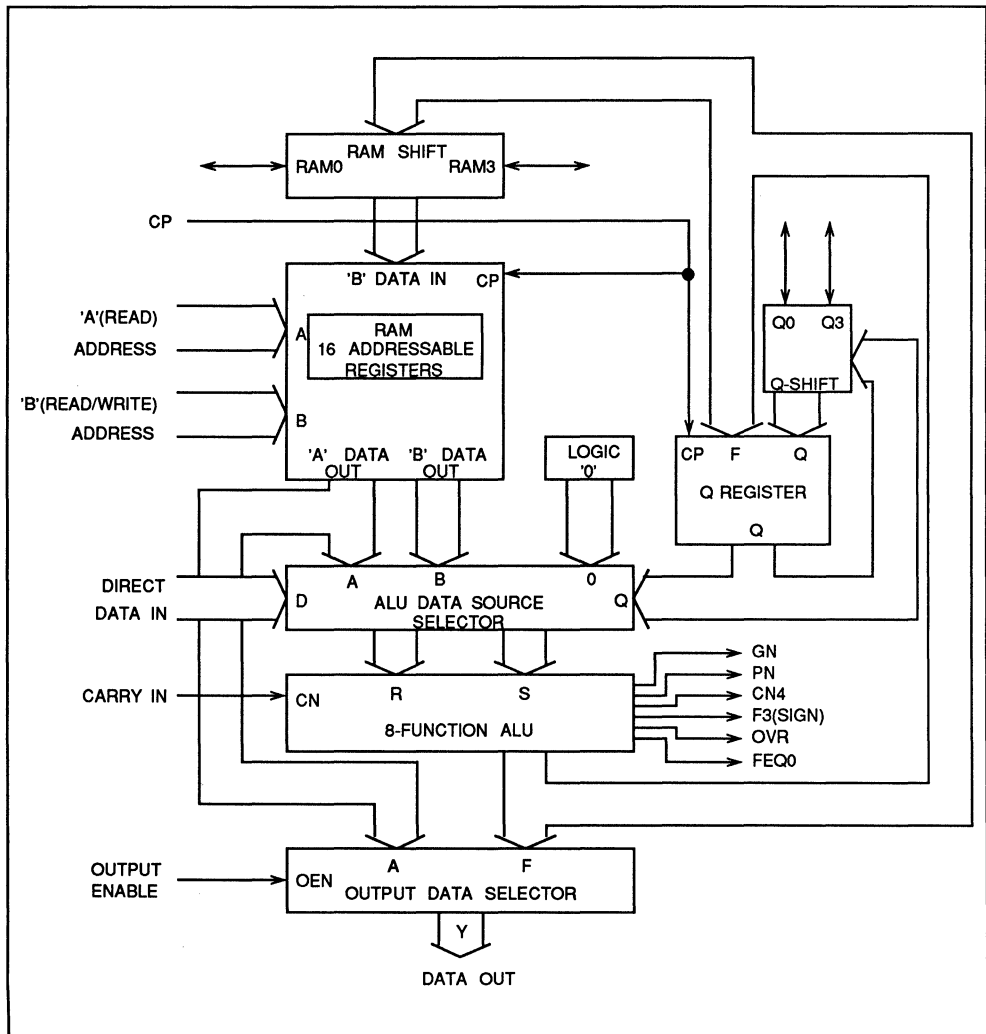 RAM SHIFT
RAM0 RAM3
CP
'B' DATA IN CP
'A'(READ)
ADDRESS
A
RAM
16 ADDRESSABLE
REGISTERS
'B'(READ/WRITE)
ADDRESS
B
'A' DATA
OUT
'B' DATA
OUT
LOGIC
'0'
Q0 Q3
Q-SHIFT
CP F Q
Q REGISTER
Q
DIRECT
DATA IN
A B 0
D Q
ALU DATA SOURCE
SELECTOR
CARRY IN
CN R S
8-FUNCTION ALU
GN
PN
CN4
F3(SIGN)
OVR
FEQ0
OUTPUT
ENABLE
A F
OEN
OUTPUT DATA SELECTOR
Y
DATA OUT